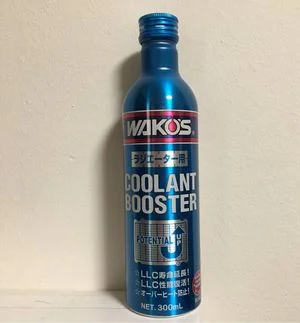 WAKO'S
ラジエーター用
COOLANT
BOOSTER
POTENTIAL UP
☆LLC寿命延長!
☆LLC性能復活!
☆オーバーヒート防止!
NET. 300mL